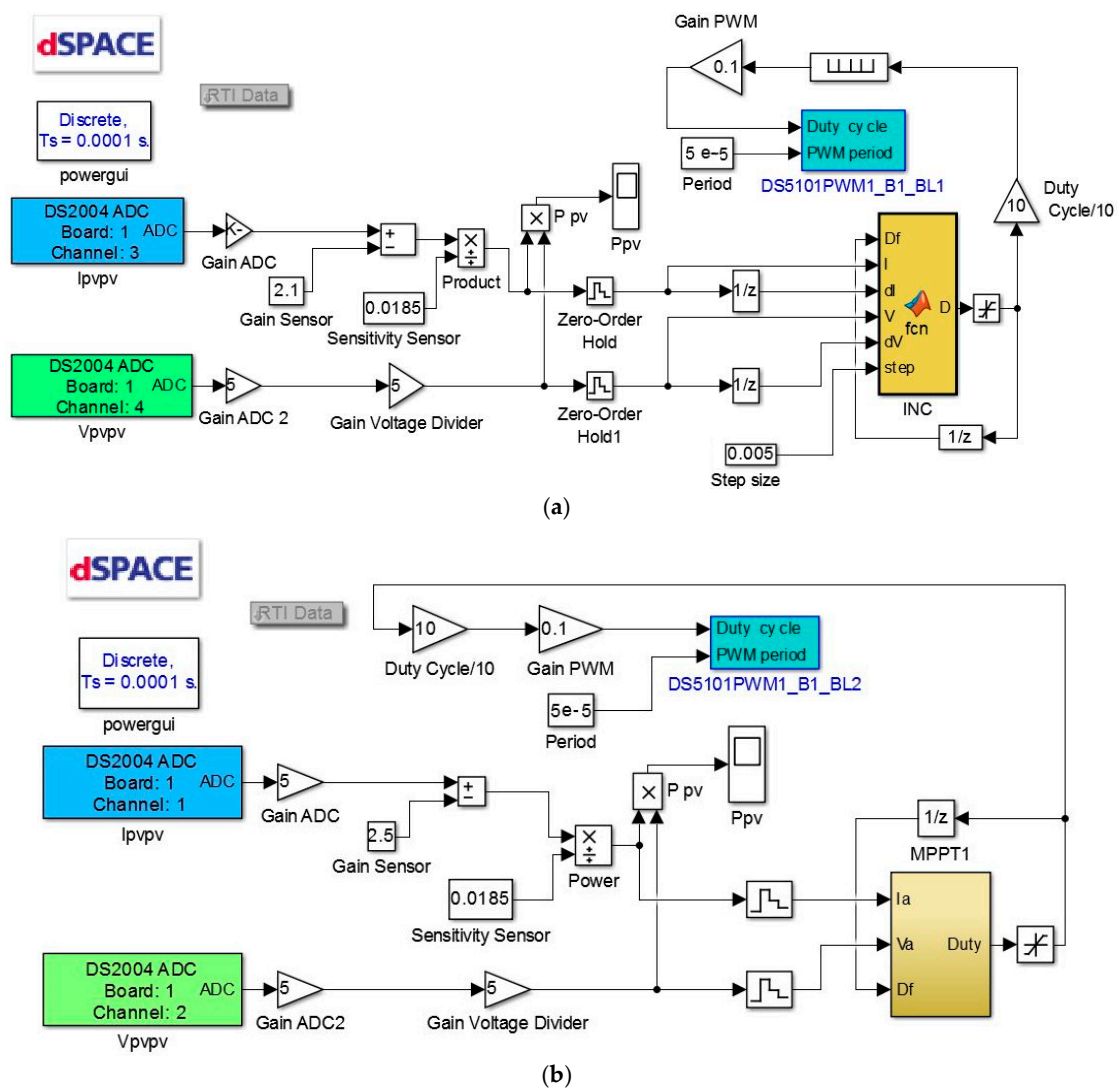 dSPACE
RTI Data
Discrete,
Ts = 0.0001 s.
powergui
Gain PWM
0.1
Duty cycle
PWM period
DS5101PWM1_B1_BL1
5 e-5
Period
10
Duty
Cycle/10
DS2004 ADC
Board: 1
Channel: 3
ADC
Ipvpv
K-
Gain ADC
+
−
2.1
Gain Sensor
×
÷
Product
0.0185
Sensitivity Sensor
×
P pv
Ppv
Zero-Order
Hold
1/z
Df
I
dI
V
dV
step
fcn
D
INC
DS2004 ADC
Board: 1
Channel: 4
ADC
Vpvpv
5
Gain ADC 2
5
Gain Voltage Divider
Zero-Order
Hold1
1/z
1/z
0.005
Step size
(a)
dSPACE
RTI Data
Discrete,
Ts = 0.0001 s.
powergui
10
Duty Cycle/10
0.1
Gain PWM
Duty cycle
PWM period
DS5101PWM1_B1_BL2
5e-5
Period
DS2004 ADC
Board: 1
Channel: 1
ADC
Ipvpv
5
Gain ADC
+
−
2.5
Gain Sensor
×
÷
Power
0.0185
Sensitivity Sensor
×
P pv
Ppv
1/z
MPPT1
Ia
Va
Df
Duty
DS2004 ADC
Board: 1
Channel: 2
ADC
Vpvpv
5
Gain ADC2
5
Gain Voltage Divider
(b)